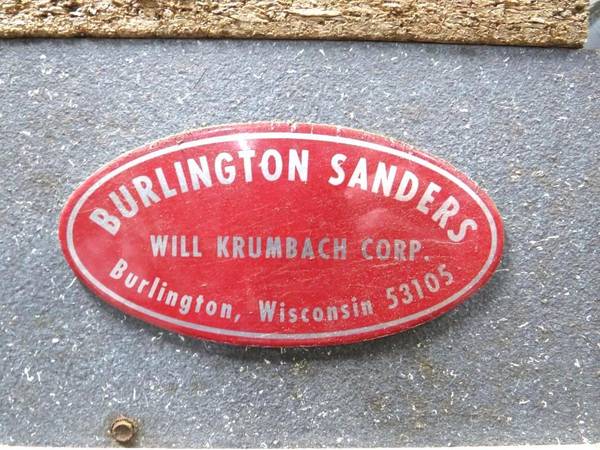 BURLINGTON SANDERS
WILL KRUMBACH CORP.
Burlington, Wisconsin 53105